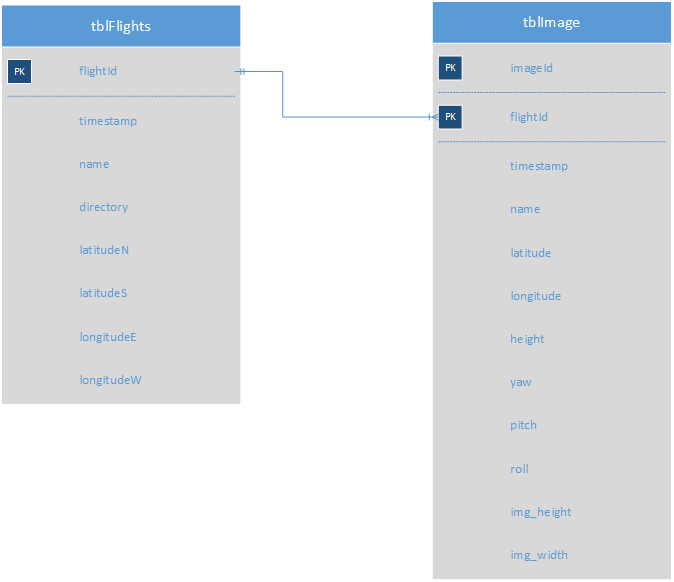 tblFlights
PK flightId
timestamp
name
directory
latitudeN
latitudeS
longitudeE
longitudeW
tblImage
PK imageId
PK flightId
timestamp
name
latitude
longitude
height
yaw
pitch
roll
img_height
img_width